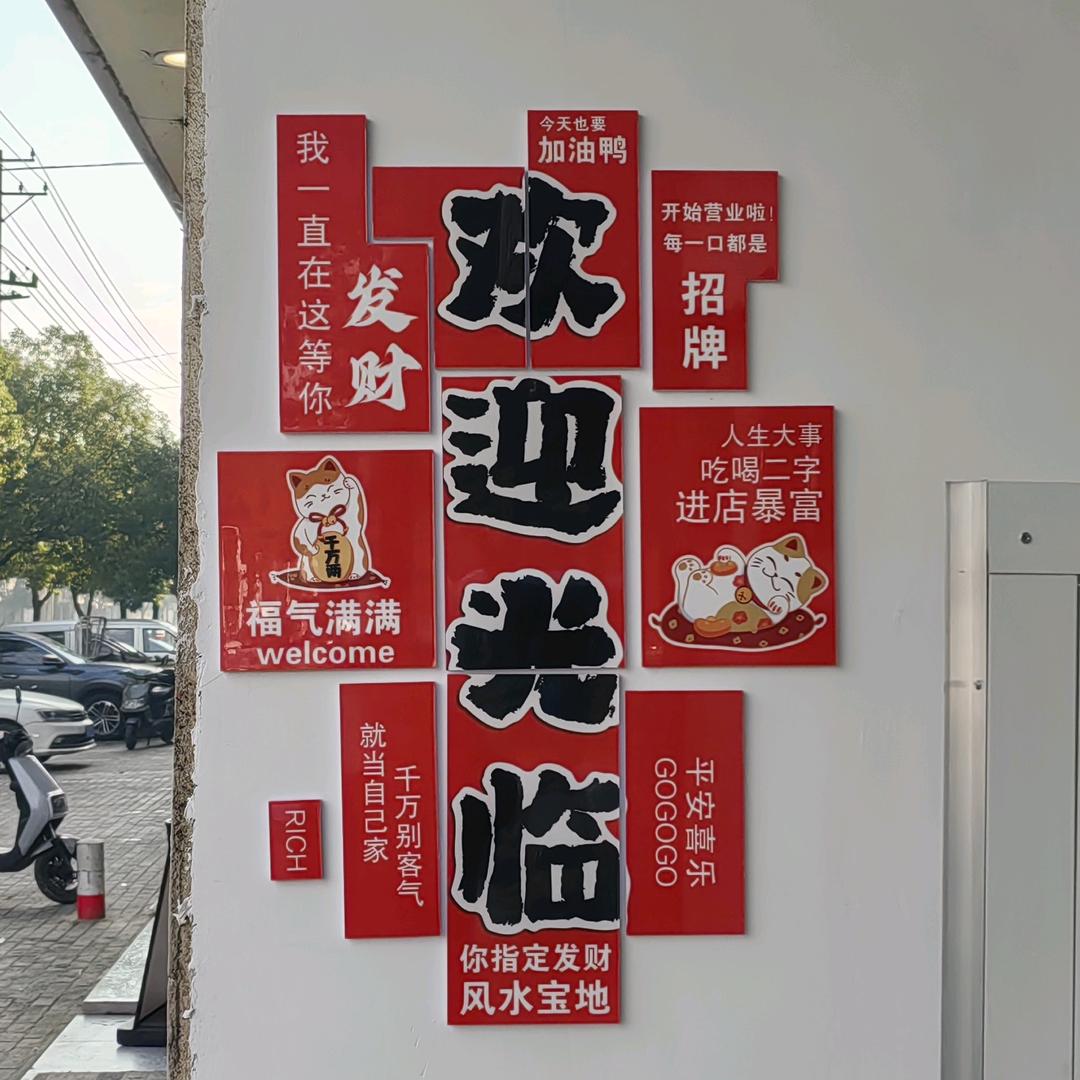 我一直在这等你
发财
今天也要
加油鸭
欢迎光临
开始营业啦!
每一口都是
招牌
千万两
福气满满
welcome
人生大事
吃喝二字
进店暴富
RICH
千万别客气
就当自己家
平安喜乐
GOGOGO
你指定发财
风水宝地